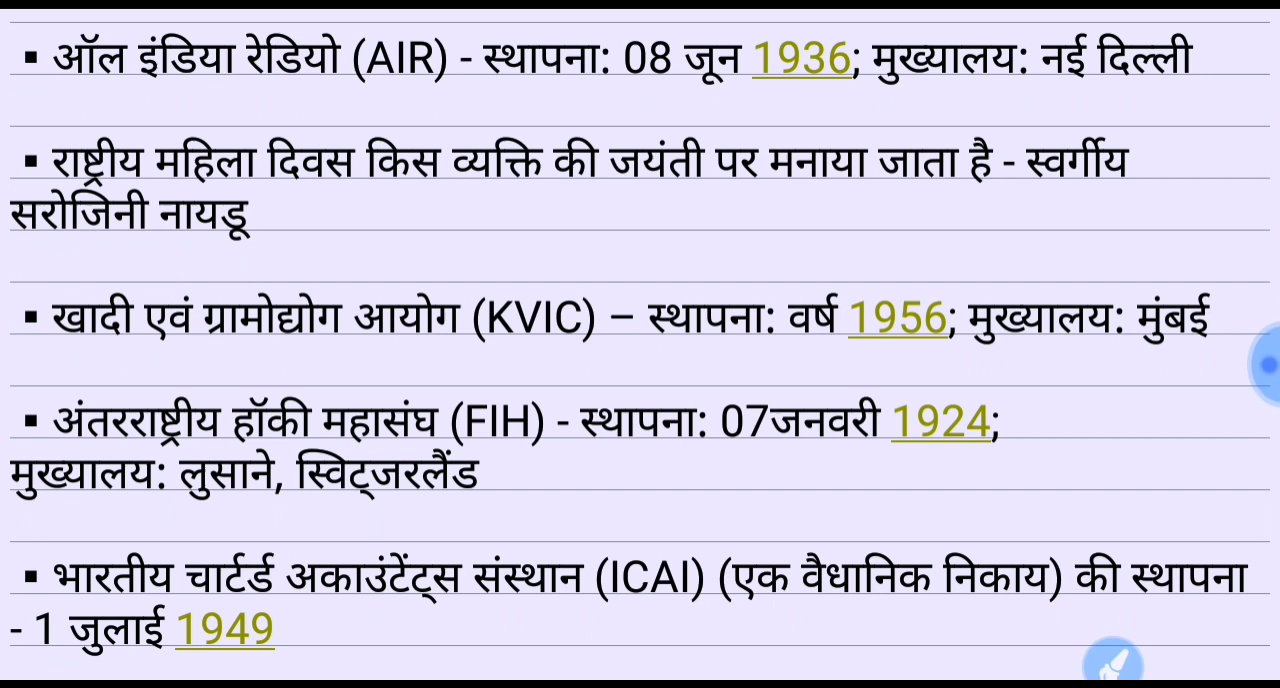 ▪ ऑल इंडिया रेडियो (AIR) - स्थापना: 08 जून 1936; मुख्यालय: नई दिल्ली
▪ राष्ट्रीय महिला दिवस किस व्यक्ति की जयंती पर मनाया जाता है - स्वर्गीय
सरोजिनी नायडू
▪ खादी एवं ग्रामोद्योग आयोग (KVIC) – स्थापना: वर्ष 1956; मुख्यालय: मुंबई
▪ अंतरराष्ट्रीय हॉकी महासंघ (FIH) - स्थापना: 07जनवरी 1924;
मुख्यालय: लुसाने, स्विट्जरलैंड
▪ भारतीय चार्टर्ड अकाउंटेंट्स संस्थान (ICAI) (एक वैधानिक निकाय) की स्थापना
- 1 जुलाई 1949